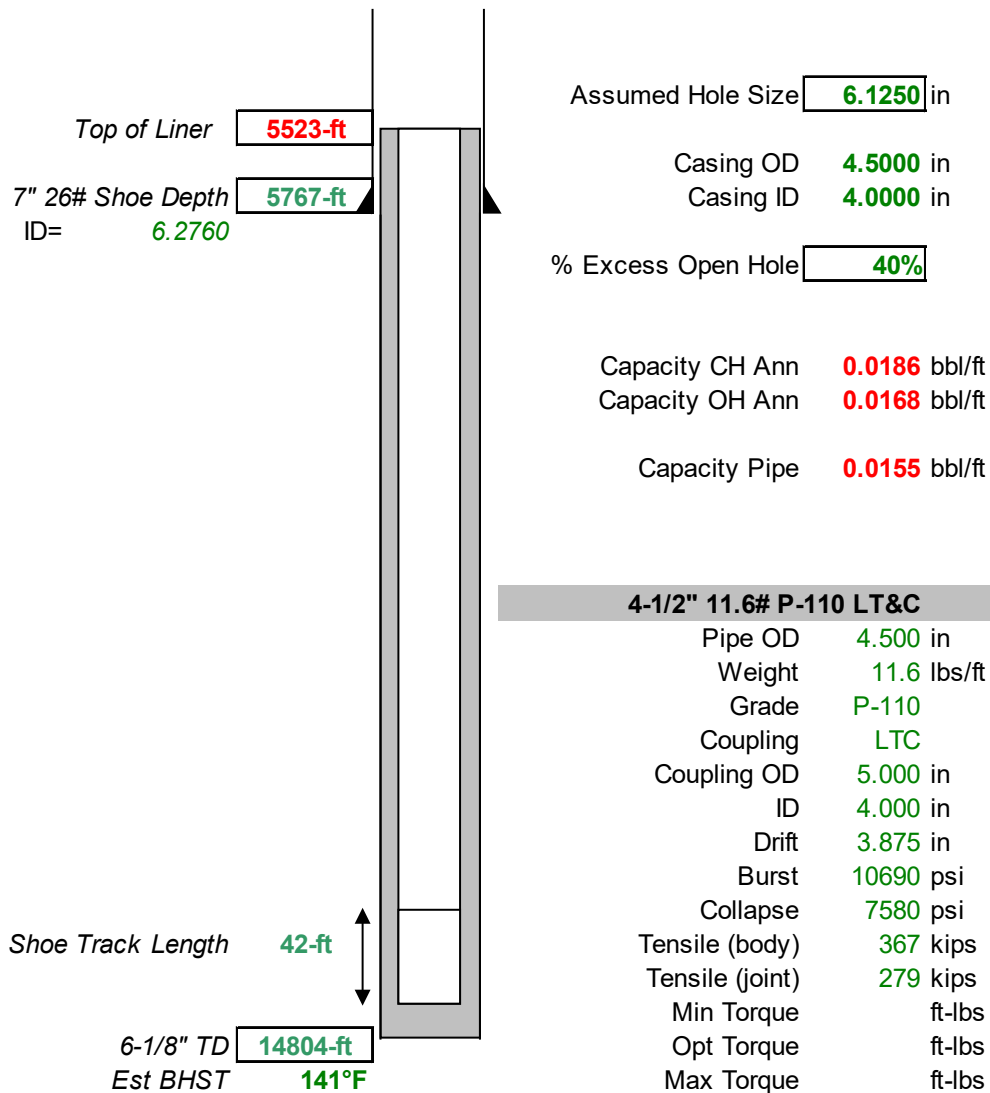 Assumed Hole Size 6.1250 in
Top of Liner 5523-ft
Casing OD 4.5000 in
7" 26# Shoe Depth 5767-ft
Casing ID 4.0000 in
ID= 6.2760
% Excess Open Hole 40%
Capacity CH Ann 0.0186 bbl/ft
Capacity OH Ann 0.0168 bbl/ft
Capacity Pipe 0.0155 bbl/ft
4-1/2" 11.6# P-110 LT&C
Pipe OD 4.500 in
Weight 11.6 lbs/ft
Grade P-110
Coupling LTC
Coupling OD 5.000 in
ID 4.000 in
Drift 3.875 in
Burst 10690 psi
Collapse 7580 psi
Shoe Track Length 42-ft
Tensile (body) 367 kips
Tensile (joint) 279 kips
Min Torque ft-lbs
6-1/8" TD 14804-ft
Opt Torque ft-lbs
Est BHST 141°F
Max Torque ft-lbs